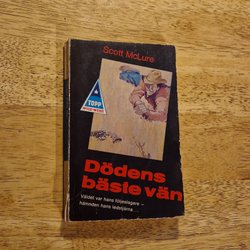 Scott McLure
TOPP
Dödens
bäste vän
Våldet var hans följeslagare –
hämnden hans ledstjärna ...